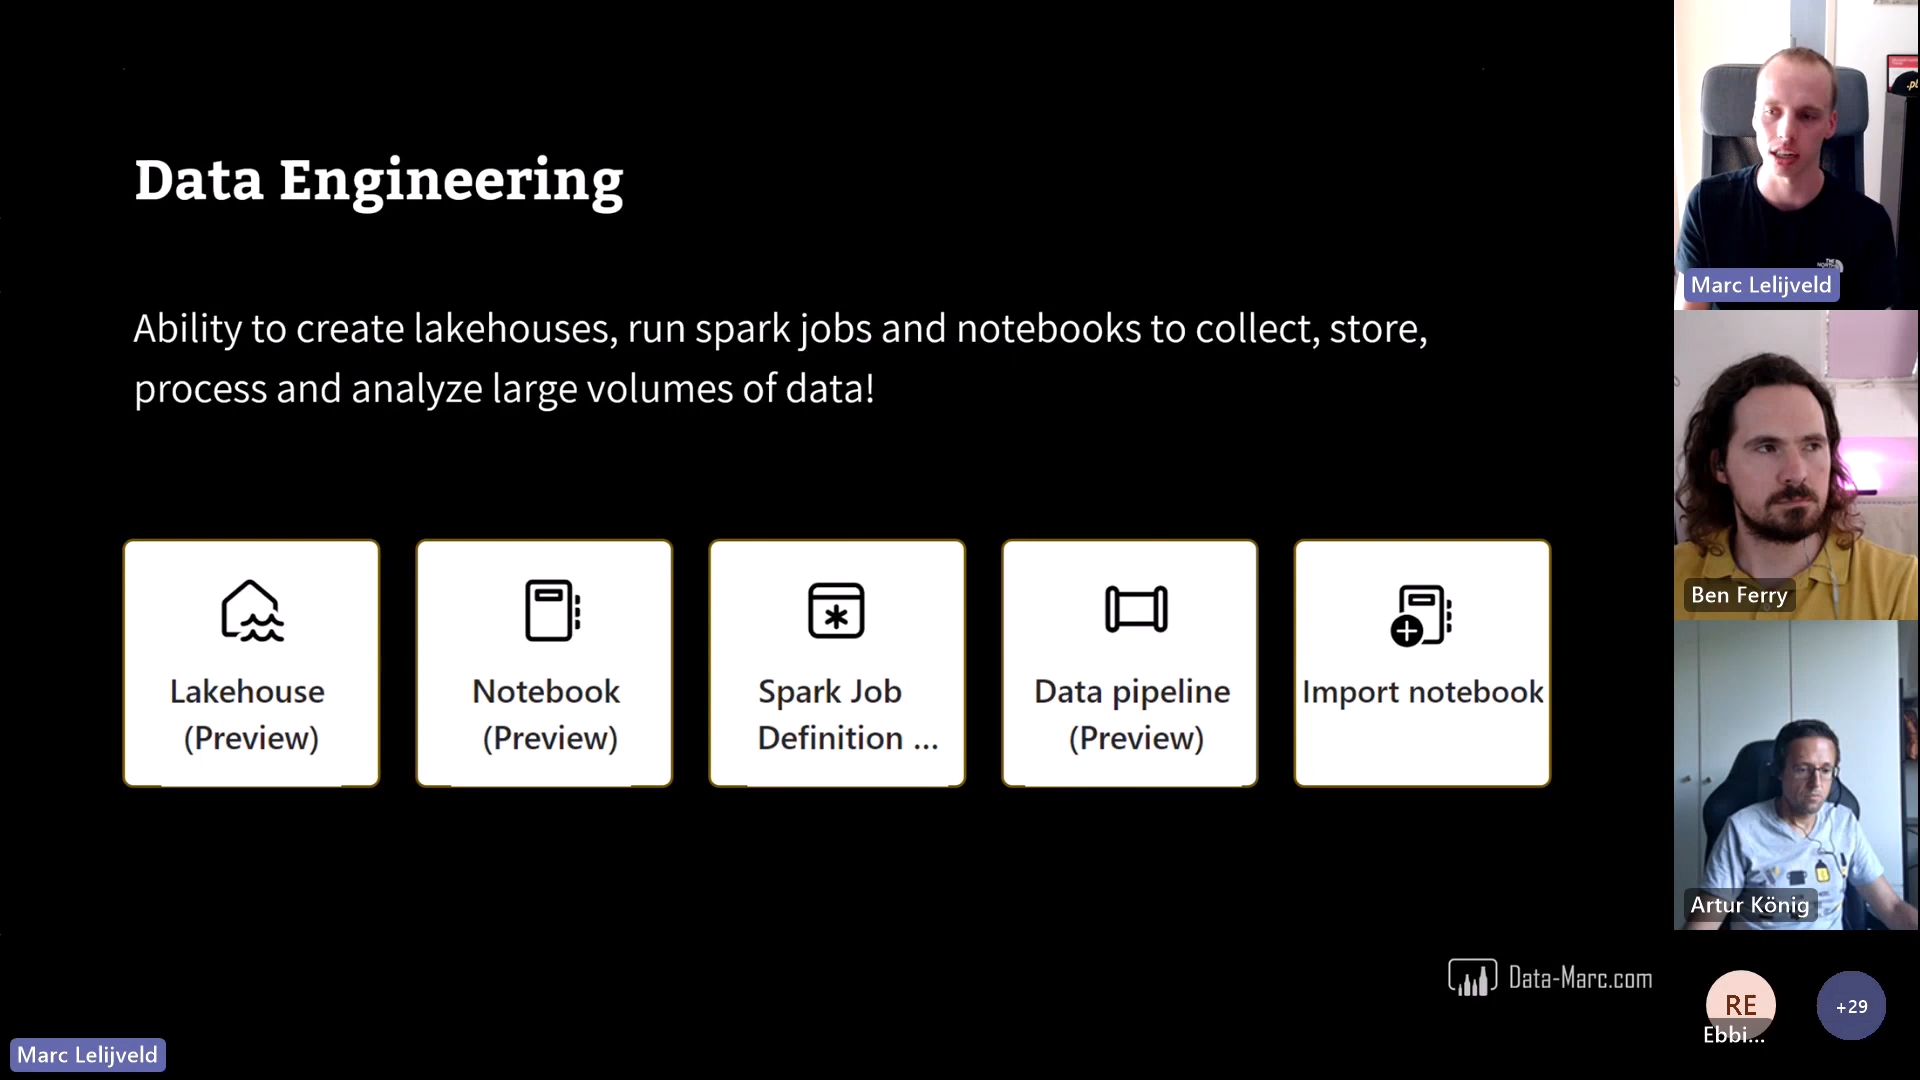 Data Engineering
Ability to create lakehouses, run spark jobs and notebooks to collect, store,
process and analyze large volumes of data!
Lakehouse
(Preview)
Notebook
(Preview)
Spark Job
Definition ...
Data pipeline
(Preview)
Import notebook
Data-Marc.com
Marc Lelijveld
THE
NORTH
Marc Lelijveld
Ben Ferry
Artur König
RE
Ebbi...
+29